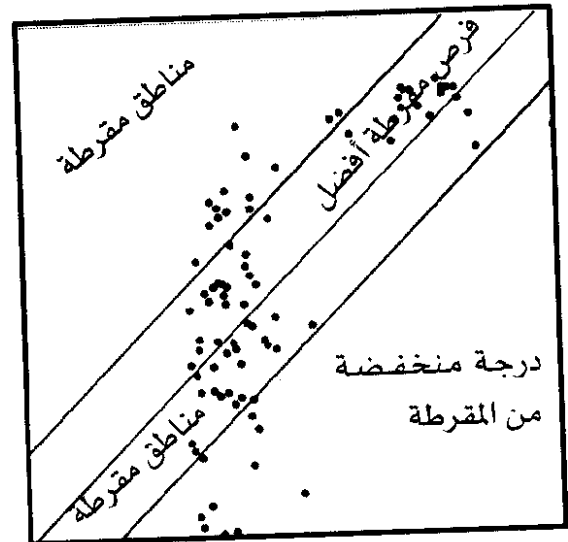 مناطق مقرطة
فرص مقرطة أفضل
مناطق مقرطة
درجة منخفضة
من المقرطة